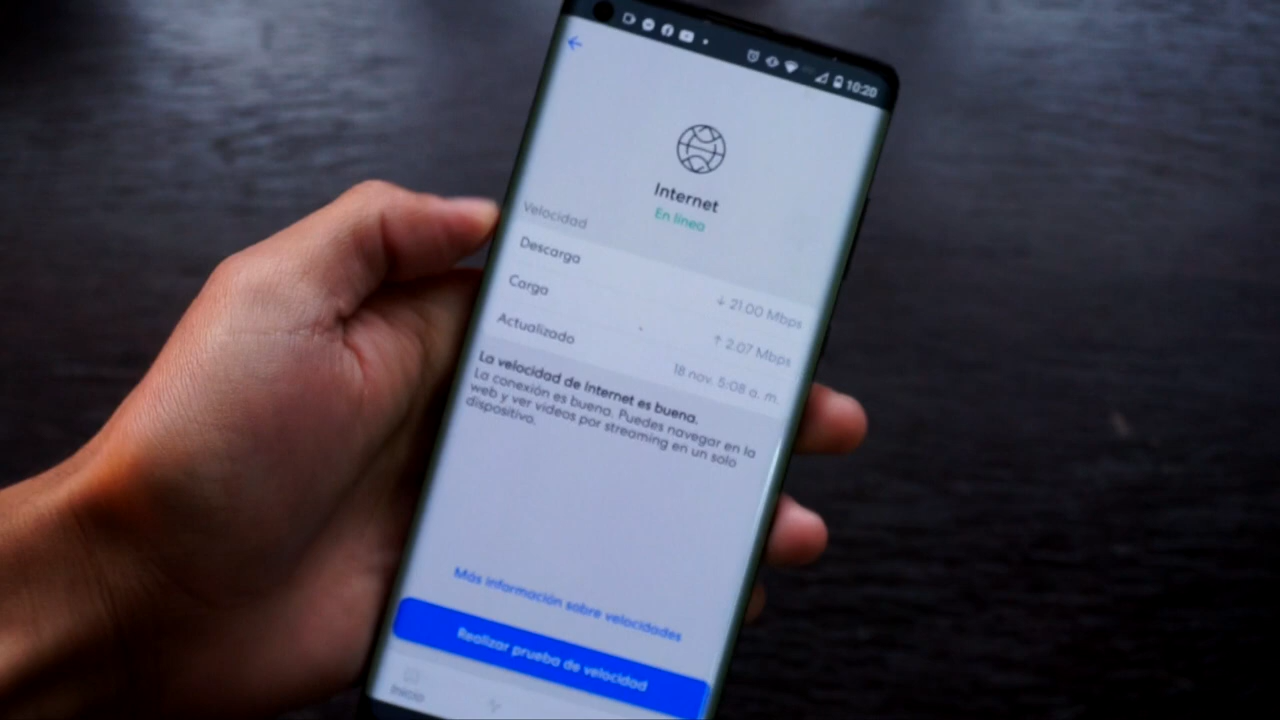 10:20
Internet
En línea
Velocidad
Descarga
↓ 21.00 Mbps
Carga
↑ 2.07 Mbps
Actualizado
18 nov. 5:08 a. m.
La velocidad de Internet es buena.
La conexión es buena. Puedes navegar en la
web y ver videos por streaming en un solo
dispositivo.
Más información sobre velocidades
Realizar prueba de velocidad
Inicio